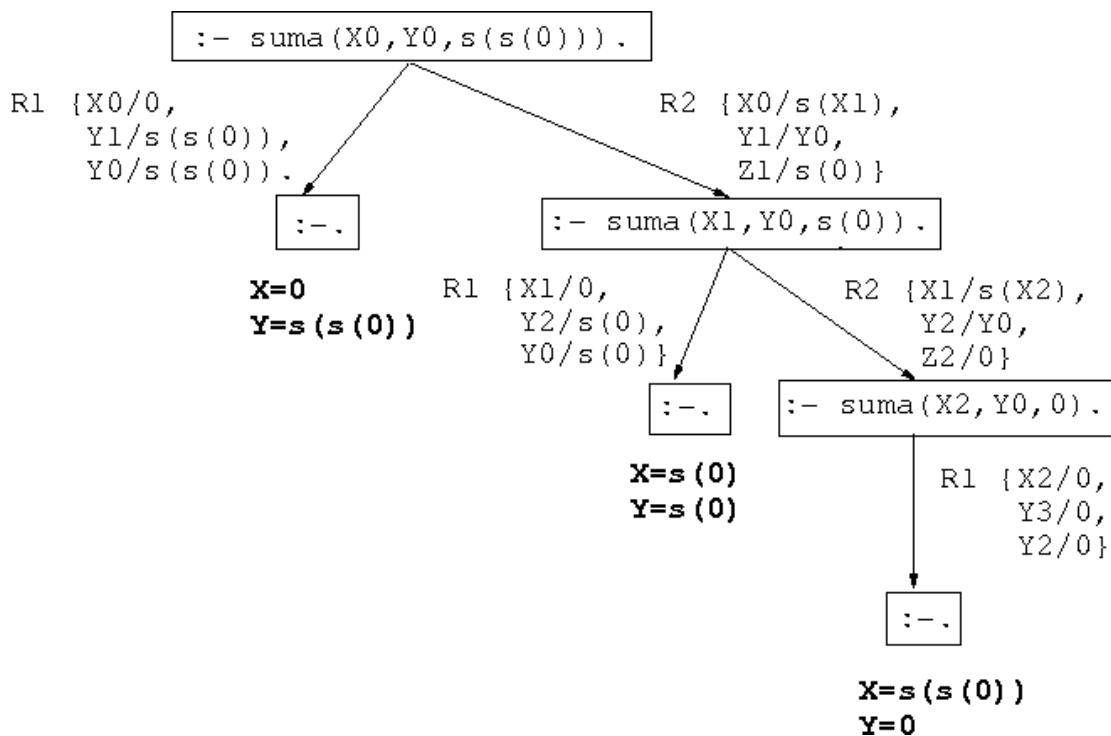 :- suma(X0,Y0,s(s(0))).
R1 {X0/0,
Y1/s(s(0)),
Y0/s(s(0)).
R2 {X0/s(X1),
Y1/Y0,
Z1/s(0)}
:-.
:- suma(X1,Y0,s(0)).
X=0
Y=s(s(0))
R1 {X1/0,
Y2/s(0),
Y0/s(0)}
R2 {X1/s(X2),
Y2/Y0,
Z2/0}
:-.
:- suma(X2,Y0,0).
X=s(0)
Y=s(0)
R1 {X2/0,
Y3/0,
Y2/0}
:-.
X=s(s(0))
Y=0